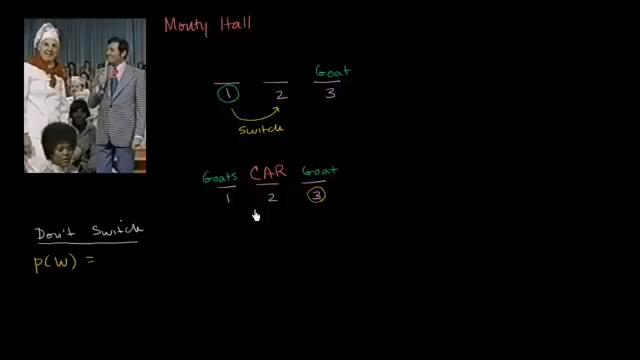 Monty Hall
Goat
1 2 3
switch
Goats CAR Goat
1 2 3
Don't Switch
p(W) =